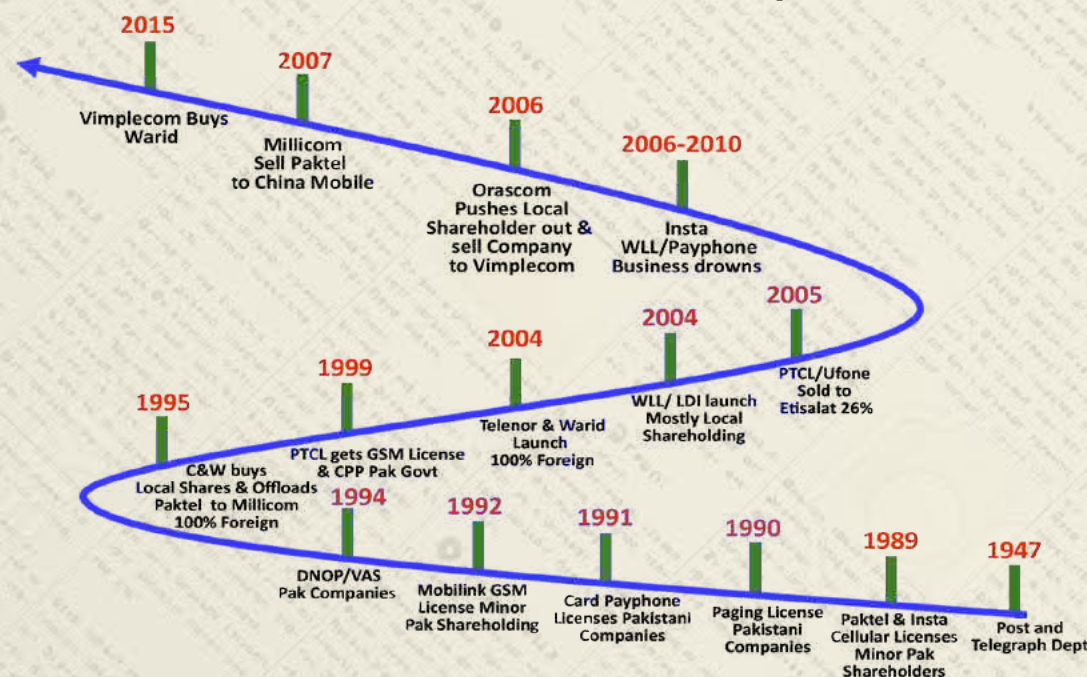 2015
Vimplecom Buys
Warid
2007
Millicom
Sell Paktel
to China Mobile
2006
Orascom
Pushes Local
Shareholder out &
sell Company
to Vimplecom
2006-2010
Insta
WLL/Payphone
Business drowns
1995
C&W buys
Local Shares & Offloads
Paktel to Millicom
100% Foreign
1999
PTCL gets GSM License
& CPP Pak Govt
2004
Telenor & Warid
Launch
100% Foreign
2004
WLL/ LDI launch
Mostly Local
Shareholding
2005
PTCL/Ufone
Sold to
Etisalat 26%
1994
DNOP/VAS
Pak Companies
1992
Mobilink GSM
License Minor
Pak Shareholding
1991
Card Payphone
Licenses Pakistani
Companies
1990
Paging License
Pakistani
Companies
1989
Paktel & Insta
Cellular Licenses
Minor Pak
Shareholders
1947
Post and
Telegraph Dept